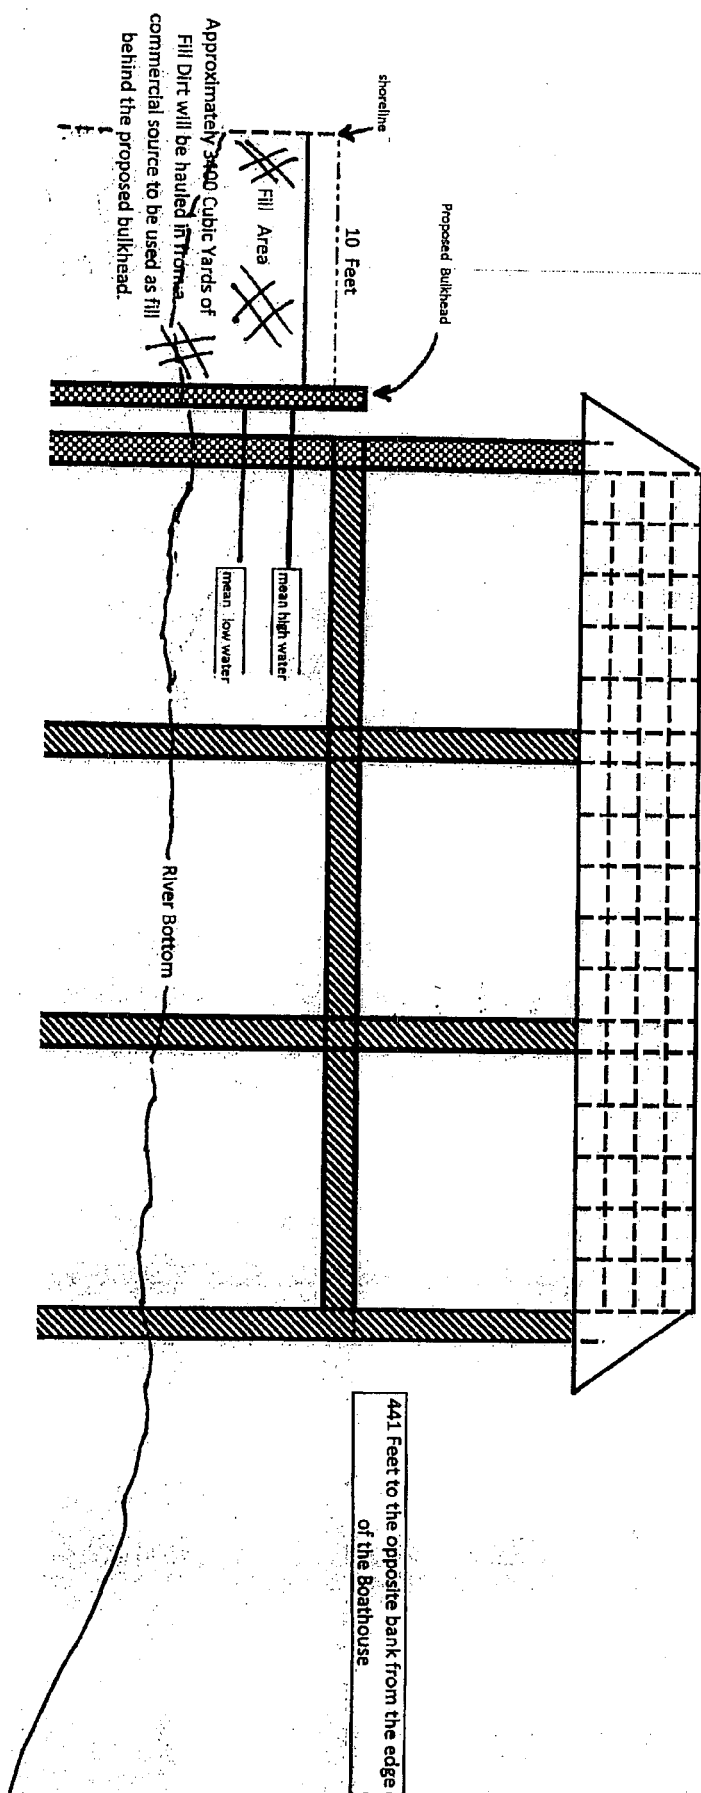 shoreline
Proposed Bulkhead
10 Feet
Fill Area
Approximately 3400 Cubic Yards of
Fill Dirt will be hauled in from a
commercial source to be used as fill
behind the proposed bulkhead.
mean high water
mean low water
River Bottom
441 Feet to the opposite bank from the edge
of the Boathouse.